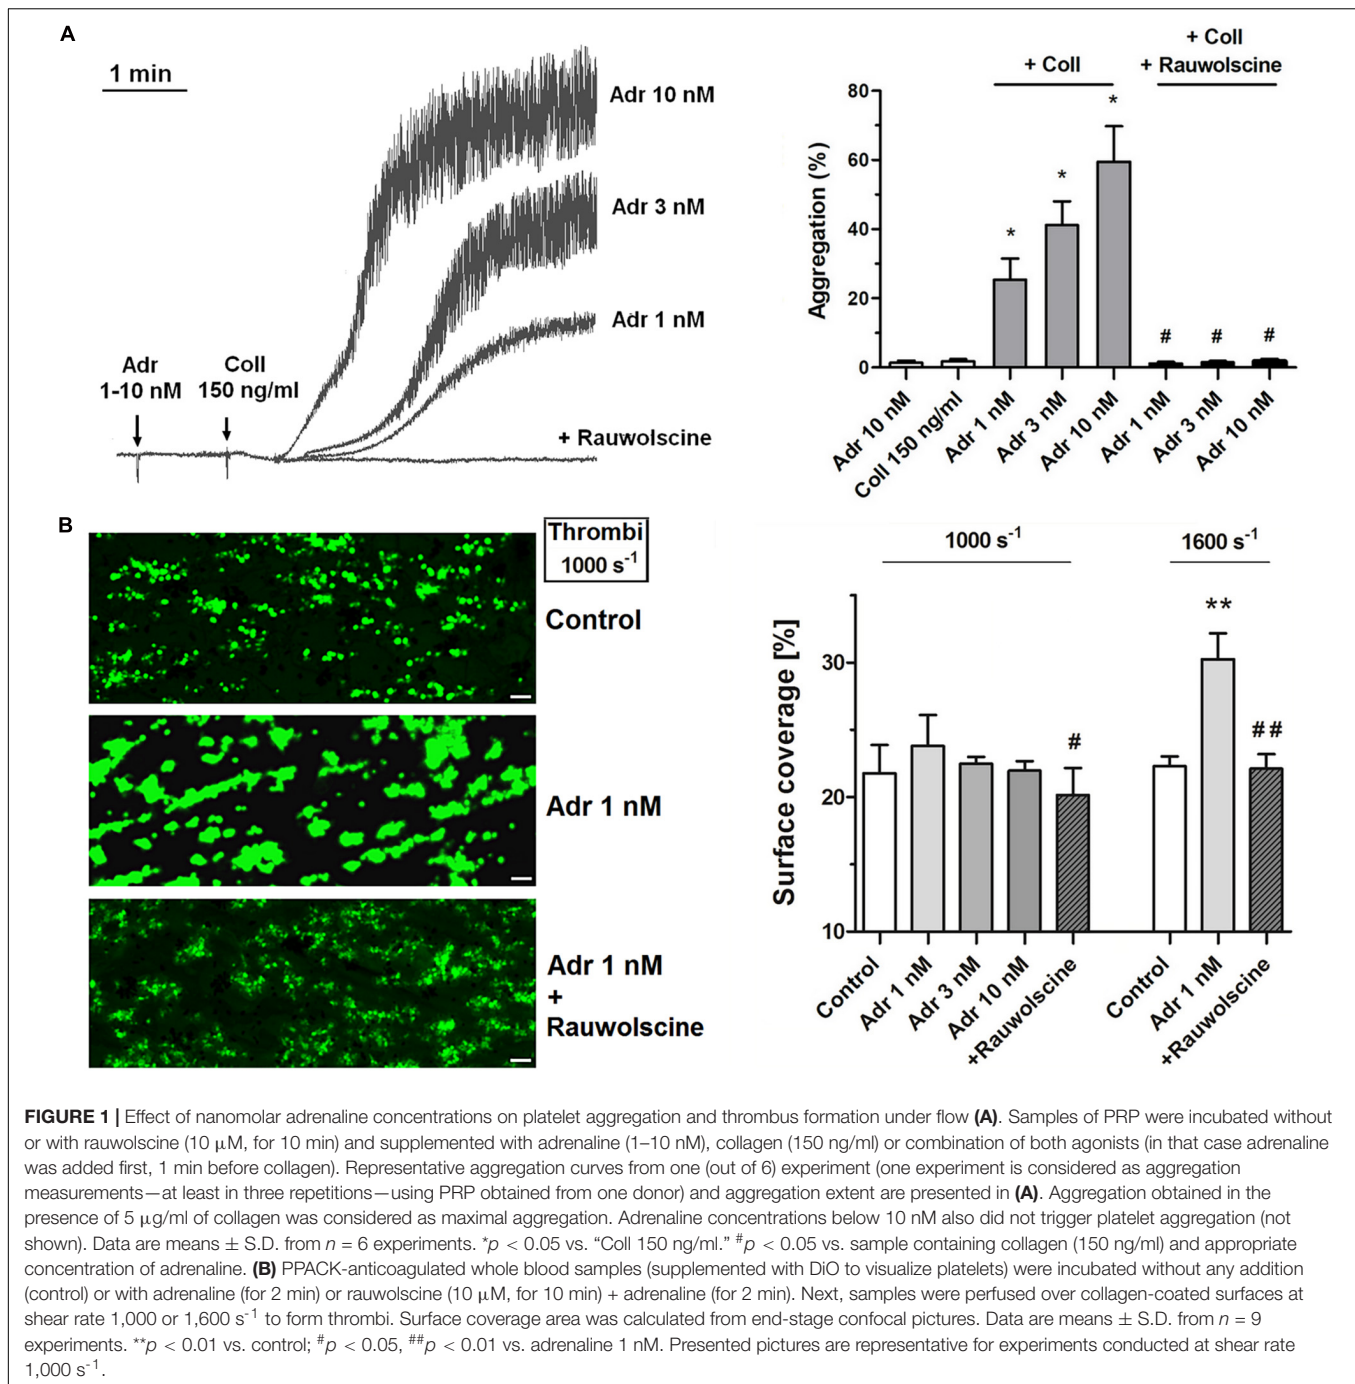 A
1 min
Adr 10 nM
Adr 3 nM
Adr 1 nM
Adr
1-10 nM
Coll
150 ng/ml
+ Rauwolscine
+ Coll
+ Coll
+ Rauwolscine
Aggregation (%)
80
60
40
20
0
*
*
*
#
#
#
Adr 10 nM
Coll 150 ng/ml
Adr 1 nM
Adr 3 nM
Adr 10 nM
Adr 1 nM
Adr 3 nM
Adr 10 nM
B
Thrombi
1000 s⁻¹
Control
Adr 1 nM
Adr 1 nM
+
Rauwolscine
1000 s⁻¹
1600 s⁻¹
Surface coverage [%]
30
20
10
#
**
##
Control
Adr 1 nM
Adr 3 nM
Adr 10 nM
+Rauwolscine
Control
Adr 1 nM
+Rauwolscine
FIGURE 1 | Effect of nanomolar adrenaline concentrations on platelet aggregation and thrombus formation under flow (A). Samples of PRP were incubated without
or with rauwolscine (10 μM, for 10 min) and supplemented with adrenaline (1–10 nM), collagen (150 ng/ml) or combination of both agonists (in that case adrenaline
was added first, 1 min before collagen). Representative aggregation curves from one (out of 6) experiment (one experiment is considered as aggregation
measurements—at least in three repetitions—using PRP obtained from one donor) and aggregation extent are presented in (A). Aggregation obtained in the
presence of 5 μg/ml of collagen was considered as maximal aggregation. Adrenaline concentrations below 10 nM also did not trigger platelet aggregation (not
shown). Data are means ± S.D. from n = 6 experiments. *p < 0.05 vs. “Coll 150 ng/ml.” #p < 0.05 vs. sample containing collagen (150 ng/ml) and appropriate
concentration of adrenaline. (B) PPACK-anticoagulated whole blood samples (supplemented with DiO to visualize platelets) were incubated without any addition
(control) or with adrenaline (for 2 min) or rauwolscine (10 μM, for 10 min) + adrenaline (for 2 min). Next, samples were perfused over collagen-coated surfaces at
shear rate 1,000 or 1,600 s⁻¹ to form thrombi. Surface coverage area was calculated from end-stage confocal pictures. Data are means ± S.D. from n = 9
experiments. **p < 0.01 vs. control; #p < 0.05, ##p < 0.01 vs. adrenaline 1 nM. Presented pictures are representative for experiments conducted at shear rate
1,000 s⁻¹.